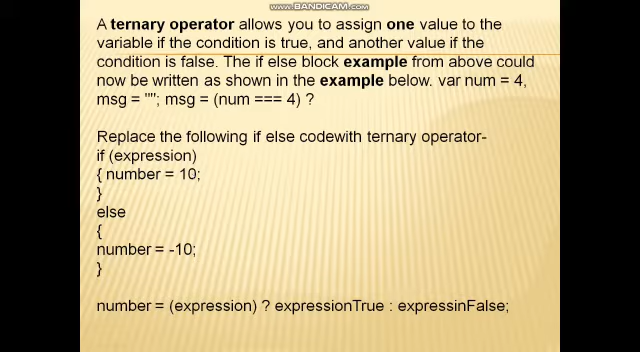 www.BANDICAM.com
A ternary operator allows you to assign one value to the
variable if the condition is true, and another value if the
condition is false. The if else block example from above could
now be written as shown in the example below. var num = 4,
msg = ""; msg = (num === 4) ?
Replace the following if else codewith ternary operator-
if (expression)
{ number = 10;
}
else
{
number = -10;
}
number = (expression) ? expressionTrue : expressinFalse;